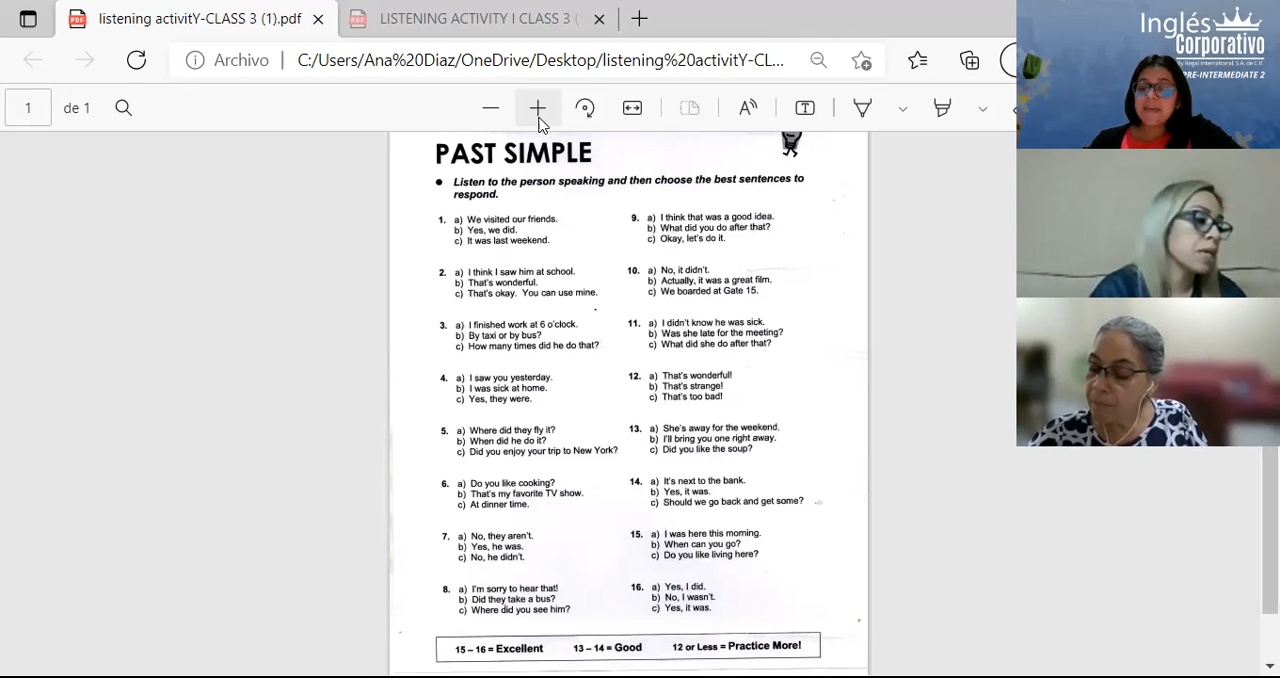 listening activitY-CLASS 3 (1).pdf
LISTENING ACTIVITY I CLASS 3 (
Archivo
C:/Users/Ana%20Diaz/OneDrive/Desktop/listening%20activitY-CL...
1
de 1
Inglés
Corporativo
By Regal International, S.A. de C.V.
PRE-INTERMEDIATE 2
PAST SIMPLE
Listen to the person speaking and then choose the best sentences to
respond.
1. a) We visited our friends.
b) Yes, we did.
c) It was last weekend.
2. a) I think I saw him at school.
b) That's wonderful.
c) That's okay. You can use mine.
3. a) I finished work at 6 o'clock.
b) By taxi or by bus?
c) How many times did he do that?
4. a) I saw you yesterday.
b) I was sick at home.
c) Yes, they were.
5. a) Where did they fly it?
b) When did he do it?
c) Did you enjoy your trip to New York?
6. a) Do you like cooking?
b) That's my favorite TV show.
c) At dinner time.
7. a) No, they aren't.
b) Yes, he was.
c) No, he didn't.
8. a) I'm sorry to hear that!
b) Did they take a bus?
c) Where did you see him?
9. a) I think that was a good idea.
b) What did you do after that?
c) Okay, let's do it.
10. a) No, it didn't.
b) Actually, it was a great film.
c) We boarded at Gate 15.
11. a) I didn't know he was sick.
b) Was she late for the meeting?
c) What did she do after that?
12. a) That's wonderful!
b) That's strange!
c) That's too bad!
13. a) She's away for the weekend.
b) I'll bring you one right away.
c) Did you like the soup?
14. a) It's next to the bank.
b) Yes, it was.
c) Should we go back and get some?
15. a) I was here this morning.
b) When can you go?
c) Do you like living here?
16. a) Yes, I did.
b) No, I wasn't.
c) Yes, it was.
15 – 16 = Excellent 13 – 14 = Good 12 or Less = Practice More!